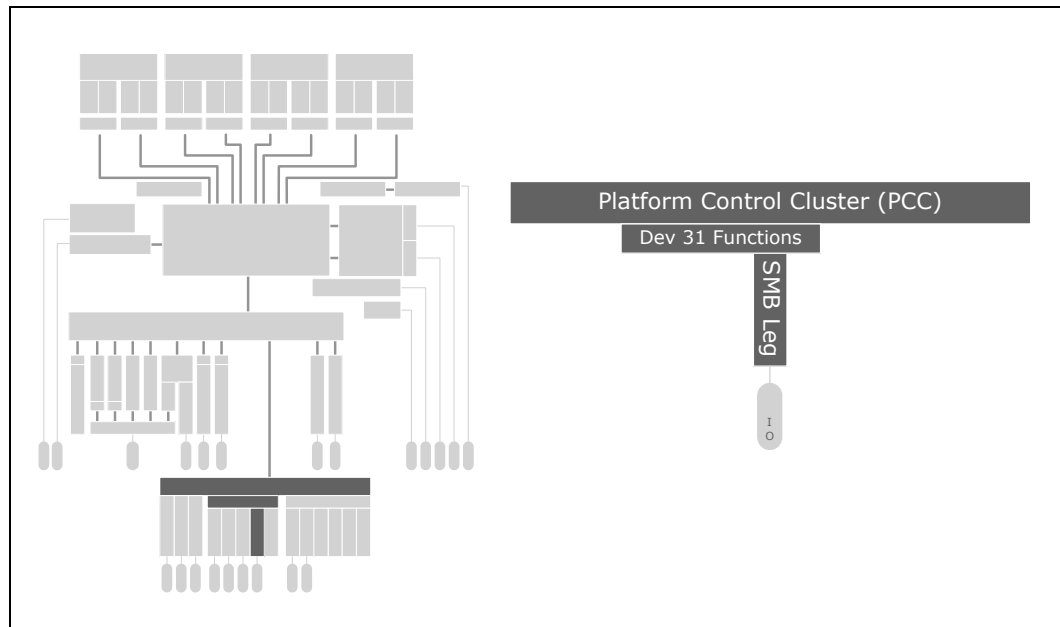 Platform Control Cluster (PCC)
Dev 31 Functions
SMB Leg
I
O